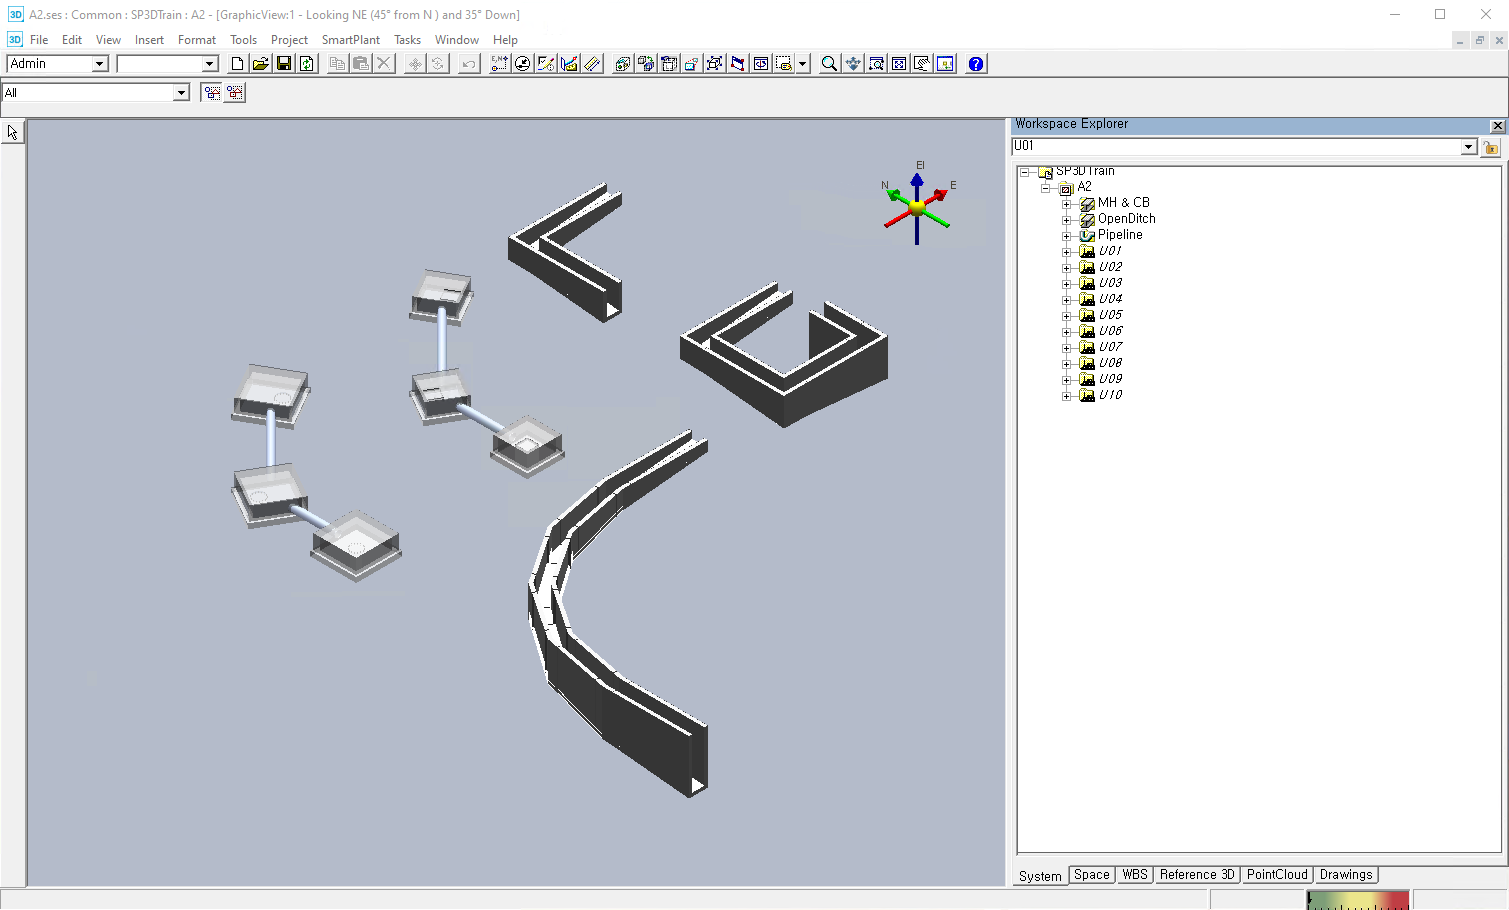 3D A2.ses : Common : SP3DTrain : A2 - [GraphicView:1 - Looking NE (45° from N ) and 35° Down]
3D File Edit View Insert Format Tools Project SmartPlant Tasks Window Help
Admin
All
Workspace Explorer
U01
SP3DTrain
A2
MH & CB
OpenDitch
Pipeline
U01
U02
U03
U04
U05
U06
U07
U08
U09
U10
El
N
E
System Space WBS Reference 3D PointCloud Drawings